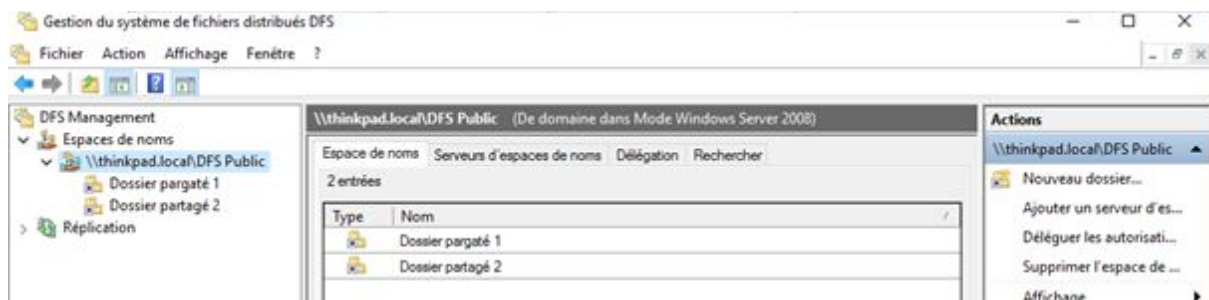 Gestion du système de fichiers distribués DFS
Fichier Action Affichage Fenêtre ?
DFS Management
Espaces de noms
\\thinkpad.local\DFS Public
Dossier pargaté 1
Dossier partagé 2
Réplication
\\thinkpad.local\DFS Public (De domaine dans Mode Windows Server 2008)
Espace de noms Serveurs d'espaces de noms Délégation Rechercher
2 entrées
Type Nom
Dossier pargaté 1
Dossier partagé 2
Actions
\\thinkpad.local\DFS Public
Nouveau dossier...
Ajouter un serveur d'es...
Déléguer les autorisati...
Supprimer l'espace de ...
Affichage